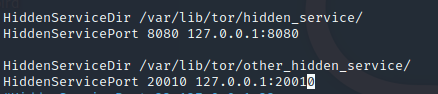 HiddenServiceDir /var/lib/tor/hidden_service/
HiddenServicePort 8080 127.0.0.1:8080
HiddenServiceDir /var/lib/tor/other_hidden_service/
HiddenServicePort 20010 127.0.0.1:20010